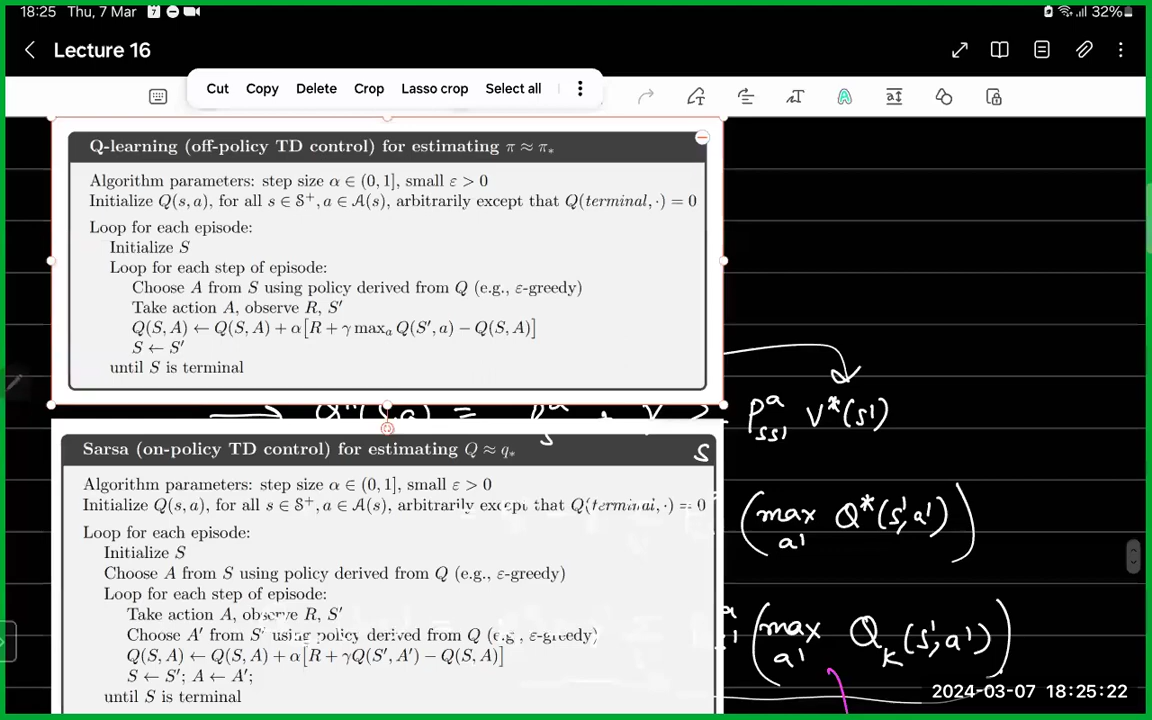 18:25 Thu, 7 Mar 7 32%
Lecture 16
Cut Copy Delete Crop Lasso crop Select all
Q-learning (off-policy TD control) for estimating π ≈ π*
Algorithm parameters: step size α ∈ (0, 1], small ε > 0
Initialize Q(s, a), for all s ∈ S⁺, a ∈ A(s), arbitrarily except that Q(terminal, ·) = 0
Loop for each episode:
Initialize S
Loop for each step of episode:
Choose A from S using policy derived from Q (e.g., ε-greedy)
Take action A, observe R, S′
Q(S, A) ← Q(S, A) + α[R + γ maxₐ Q(S′, a) − Q(S, A)]
S ← S′
until S is terminal
P^a_ss' V*(s')
Sarsa (on-policy TD control) for estimating Q ≈ q*
s
Algorithm parameters: step size α ∈ (0, 1], small ε > 0
Initialize Q(s, a), for all s ∈ S⁺, a ∈ A(s), arbitrarily except that Q(terminal, ·) = 0
(max a' Q*(s',a'))
Loop for each episode:
Initialize S
Choose A from S using policy derived from Q (e.g., ε-greedy)
Loop for each step of episode:
Take action A, observe R, S′
Choose A′ from S′ using policy derived from Q (e.g., ε-greedy)
(max a' Q_k(s',a'))
Q(S, A) ← Q(S, A) + α[R + γQ(S′, A′) − Q(S, A)]
S ← S′; A ← A′;
until S is terminal
2024-03-07 18:25:22